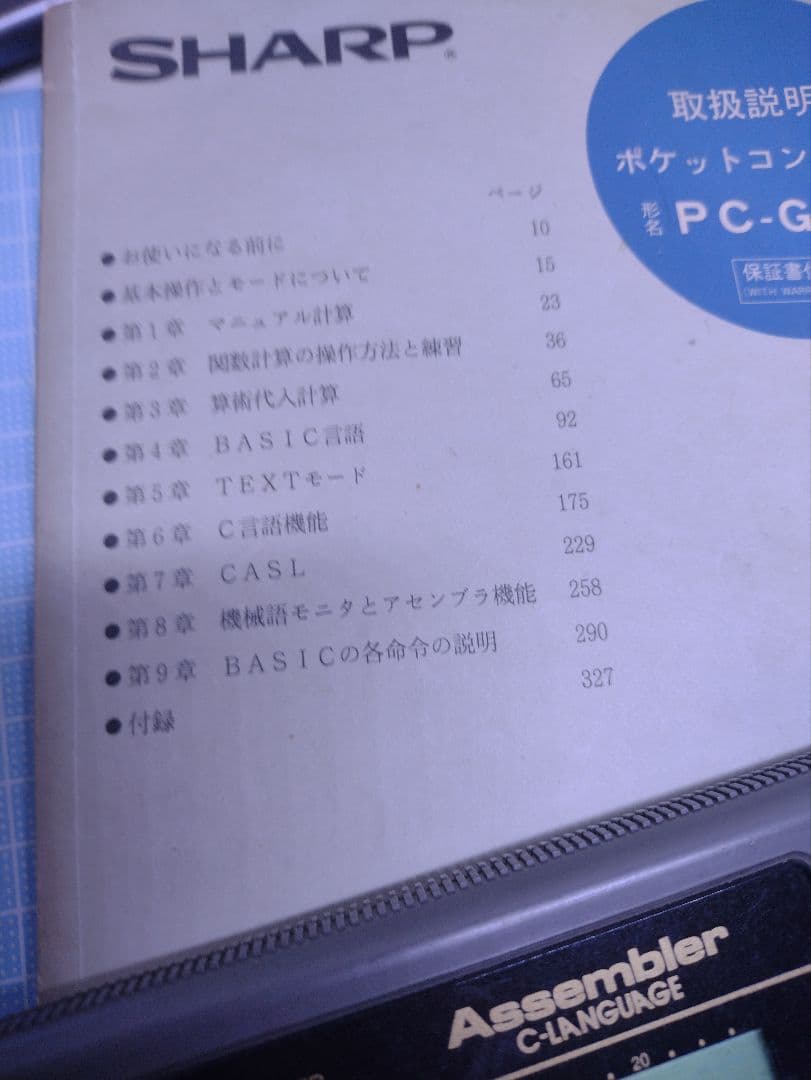 SHARP®
取扱説明
ポケットコン
形名 PC-G
保証書付
(WITH WARR
ページ
●お使いになる前に 10
●基本操作とモードについて 15
●第1章 マニュアル計算 23
●第2章 関数計算の操作方法と練習 36
●第3章 算術代入計算 65
●第4章 BASIC言語 92
●第5章 TEXTモード 161
●第6章 C言語機能 175
●第7章 CASL 229
●第8章 機械語モニタとアセンブラ機能 258
●第9章 BASICの各命令の説明 290
●付録 327
Assembler
C-LANGUAGE
20